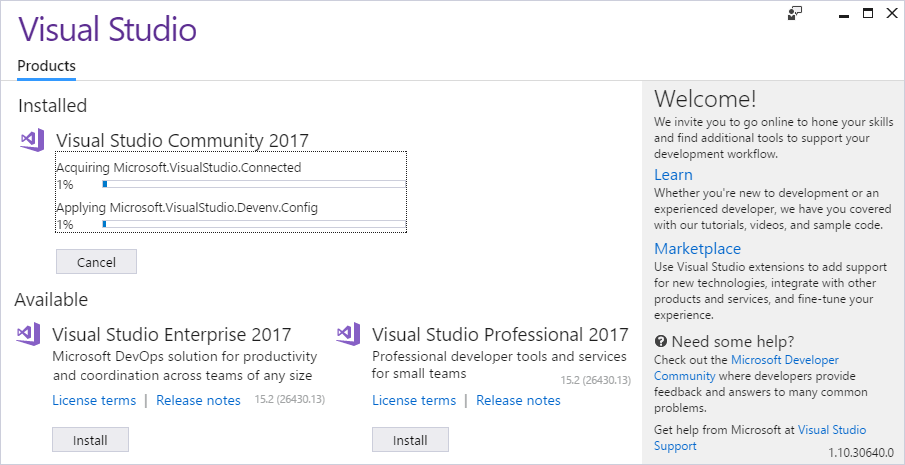 Visual Studio
Products
Installed
Visual Studio Community 2017
Acquiring Microsoft.VisualStudio.Connected
1%
Applying Microsoft.VisualStudio.Devenv.Config
1%
Cancel
Available
Visual Studio Enterprise 2017
Microsoft DevOps solution for productivity
and coordination across teams of any size
License terms | Release notes 15.2 (26430.13)
Install
Visual Studio Professional 2017
Professional developer tools and services
for small teams
15.2 (26430.13)
License terms | Release notes
Install
Welcome!
We invite you to go online to hone your skills
and find additional tools to support your
development workflow.
Learn
Whether you're new to development or an
experienced developer, we have you covered
with our tutorials, videos, and sample code.
Marketplace
Use Visual Studio extensions to add support
for new technologies, integrate with other
products and services, and fine-tune your
experience.
Need some help?
Check out the Microsoft Developer
Community where developers provide
feedback and answers to many common
problems.
Get help from Microsoft at Visual Studio
Support
1.10.30640.0